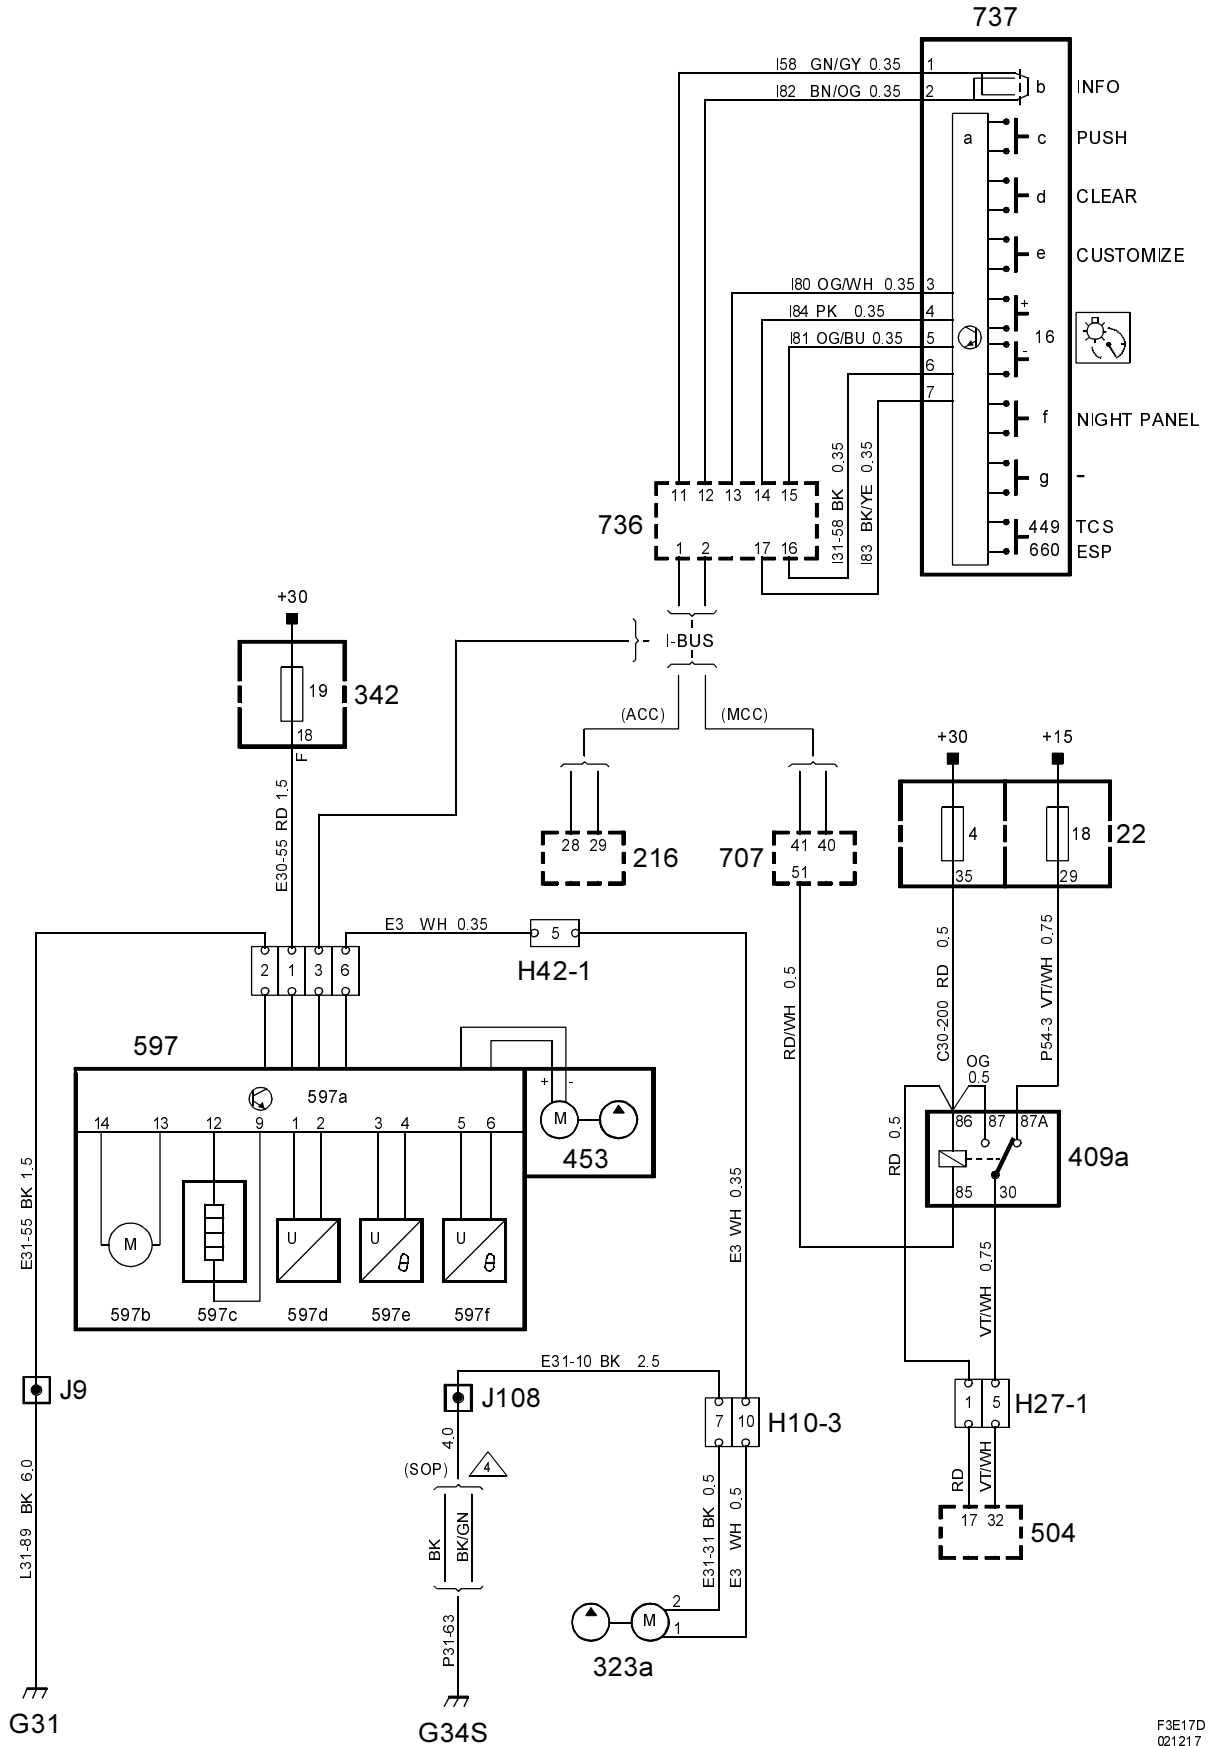 737
I58 GN/GY 0.35 1
b INFO
I82 BN/OG 0.35 2
a
c PUSH
d CLEAR
e CUSTOMIZE
I80 OG/WH 0.35 3
+
I84 PK 0.35 4
I81 OG/BU 0.35 5
16
-
6
7
f NIGHT PANEL
I31-58 BK 0.35
I83 BK/YE 0.35
g -
11 12 13 14 15
736
449 TCS
660 ESP
1 2 17 16
+30
I-BUS
19
342
18
F
(ACC) (MCC)
+30 +15
E30-55 RD 1.5
4 18 22
28 29 216
707 41 40
51
35 29
E3 WH 0.35
5
H42-1
2 1 3 6
RD/WH 0.5
C30-200 RD 0.5
P54-3 VT/WH 0.75
597
OG
0.5
+ -
597a
M
453
14 13 12 9 1 2 3 4 5 6
86 87 87A
RD 0.5
409a
85 30
E31-55 BK 1.5
E3 WH 0.35
M
U
U θ
U θ
VT/WH 0.75
597b 597c 597d 597e 597f
E31-10 BK 2.5
J9
J108
7 10 H10-3
1 5 H27-1
4.0
(SOP) 4
L31-89 BK 6.0
BK
BK/GN
E31-31 BK 0.5
E3 WH 0.5
RD
VT/WH
17 32 504
P31-63
M 2
1
323a
G31
G34S
F3E17D
021217